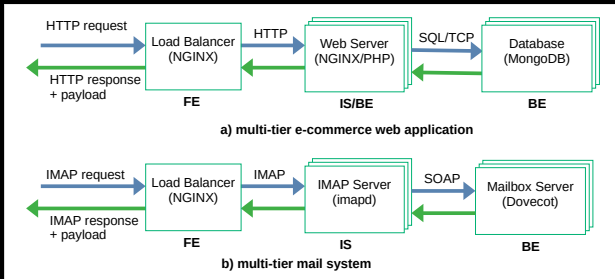 HTTP request
Load Balancer
(NGINX)
HTTP
Web Server
(NGINX/PHP)
SQL/TCP
Database
(MongoDB)
HTTP response
+ payload
FE
IS/BE
BE
a) multi-tier e-commerce web application
IMAP request
Load Balancer
(NGINX)
IMAP
IMAP Server
(imapd)
SOAP
Mailbox Server
(Dovecot)
IMAP response
+ payload
FE
IS
BE
b) multi-tier mail system